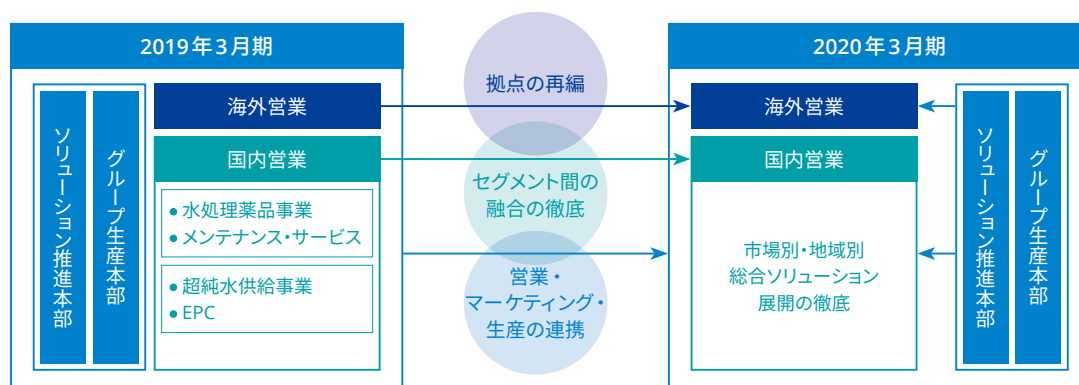 2019年3月期
ソリューション推進本部
グループ生産本部
海外営業
国内営業
● 水処理薬品事業
● メンテナンス・サービス
● 超純水供給事業
● EPC
拠点の再編
セグメント間の
融合の徹底
営業・
マーケティング・
生産の連携
2020年3月期
海外営業
国内営業
市場別・地域別
総合ソリューション
展開の徹底
ソリューション推進本部
グループ生産本部